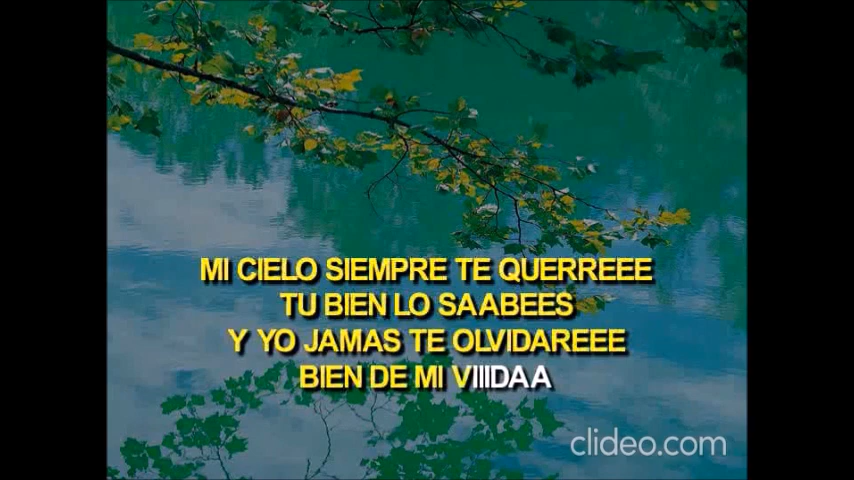 MI CIELO SIEMPRE TE QUERREEE
TU BIEN LO SAABEES
Y YO JAMAS TE OLVIDAREEE
BIEN DE MI VIIIDAA
clideo.com